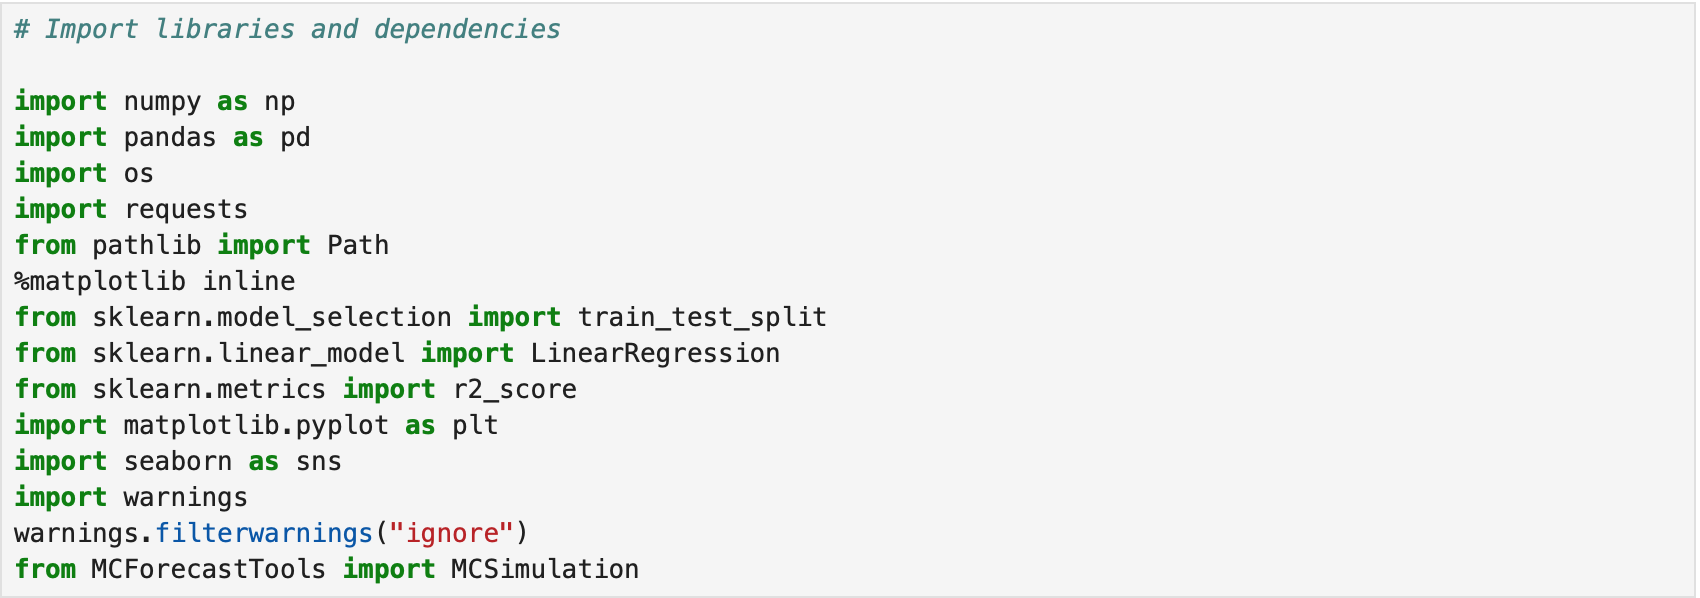 # Import libraries and dependencies
import numpy as np
import pandas as pd
import os
import requests
from pathlib import Path
%matplotlib inline
from sklearn.model_selection import train_test_split
from sklearn.linear_model import LinearRegression
from sklearn.metrics import r2_score
import matplotlib.pyplot as plt
import seaborn as sns
import warnings
warnings.filterwarnings("ignore")
from MCForecastTools import MCSimulation